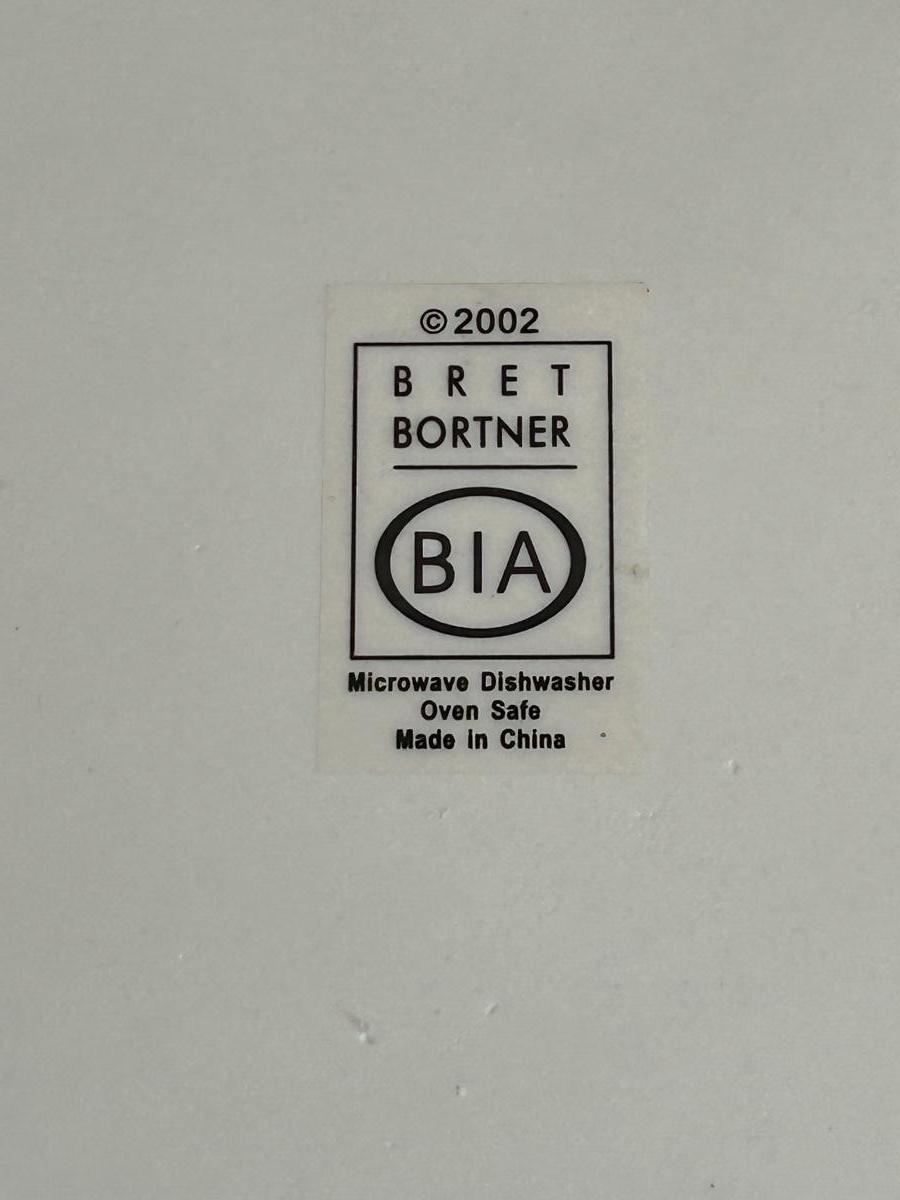 ©2002
BRET
BORTNER
BIA
Microwave Dishwasher
Oven Safe
Made in China